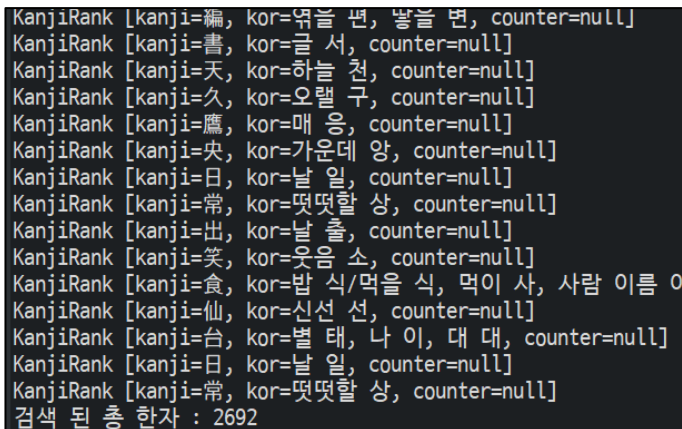 KanjiRank [kanji=編, kor=엮을 편, 땋을 변, counter=null]
KanjiRank [kanji=書, kor=글 서, counter=null]
KanjiRank [kanji=天, kor=하늘 천, counter=null]
KanjiRank [kanji=久, kor=오랠 구, counter=null]
KanjiRank [kanji=鷹, kor=매 응, counter=null]
KanjiRank [kanji=央, kor=가운데 앙, counter=null]
KanjiRank [kanji=日, kor=날 일, counter=null]
KanjiRank [kanji=常, kor=떳떳할 상, counter=null]
KanjiRank [kanji=出, kor=날 출, counter=null]
KanjiRank [kanji=笑, kor=웃음 소, counter=null]
KanjiRank [kanji=食, kor=밥 식/먹을 식, 먹이 사, 사람 이름
KanjiRank [kanji=仙, kor=신선 선, counter=null]
KanjiRank [kanji=台, kor=별 태, 나 이, 대 대, counter=null]
KanjiRank [kanji=日, kor=날 일, counter=null]
KanjiRank [kanji=常, kor=떳떳할 상, counter=null]
검색 된 총 한자 : 2692